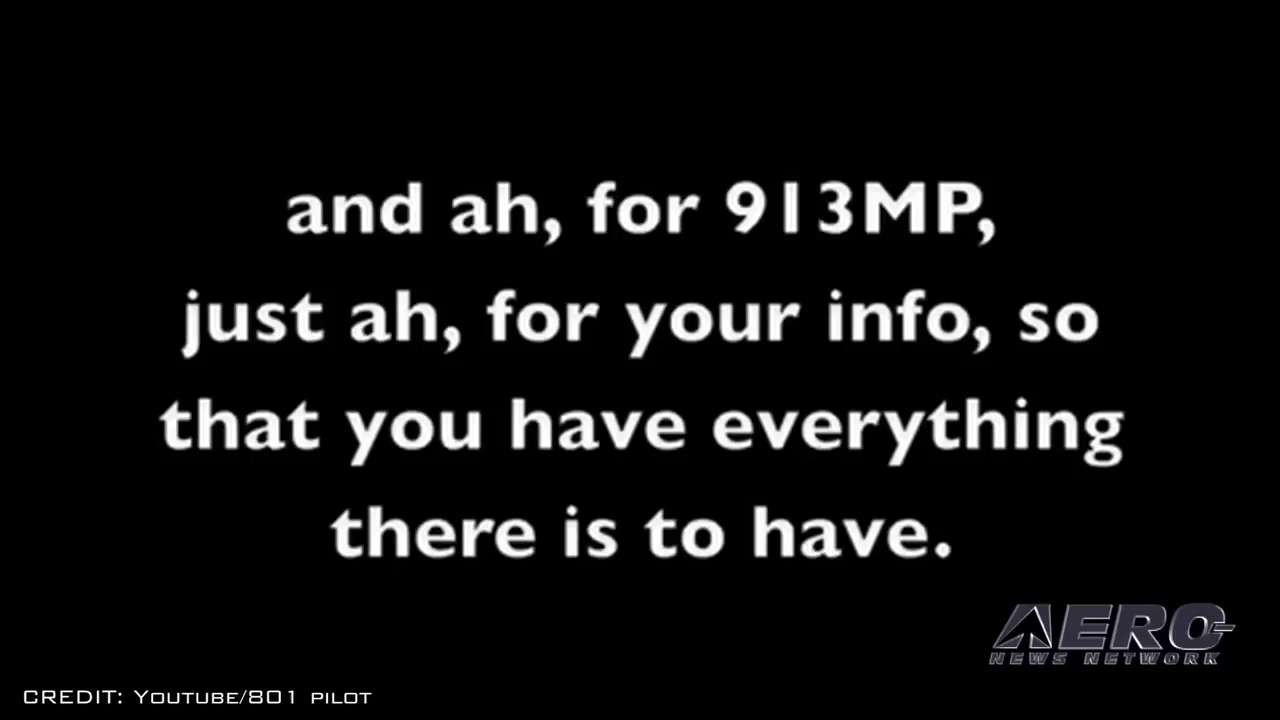 and ah, for 913MP,
just ah, for your info, so
that you have everything
there is to have.
AERO
NEWS NETWORK
CREDIT: YOUTUBE/801 PILOT